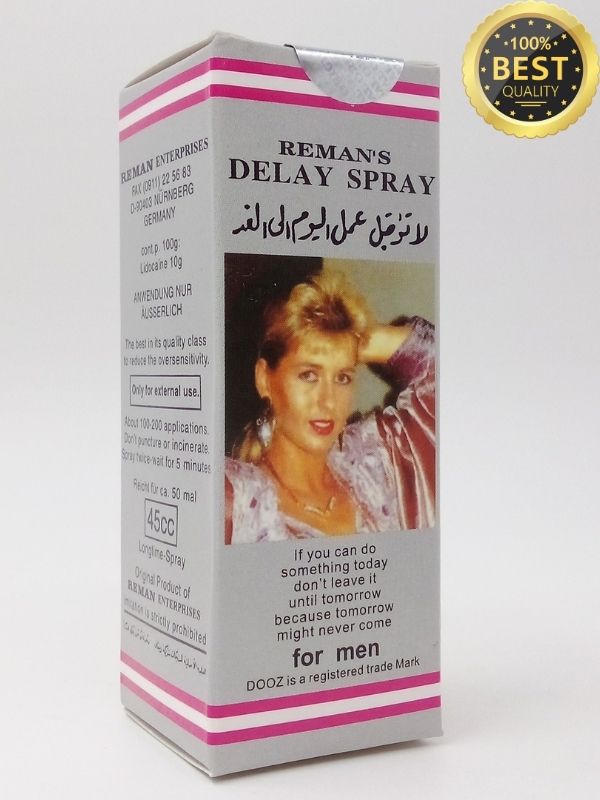 100%
BEST
QUALITY
REMAN'S
DELAY SPRAY
لا تؤجل عمل اليوم الى الغد
If you can do
something today
don't leave it
until tomorrow
because tomorrow
might never come
for men
DOOZ is a registered trade Mark
REMAN ENTERPRISES
FAX (0911) 22 56 83
D-90403 NÜRNBERG
GERMANY
cont.p. 100g:
Lidocaine 10g
ANWENDUNG NUR
ÄUSSERLICH
The best in its quality class
to reduce the oversensitivity.
Only for external use.
About 100-200 applications.
Don't puncture or incinerate.
Spray twice-wait for 5 minutes
Reicht für ca. 50 mal
45cc
Longtime-Spray
Original Product of
REMAN ENTERPRISES
imitation is strictly prohibited